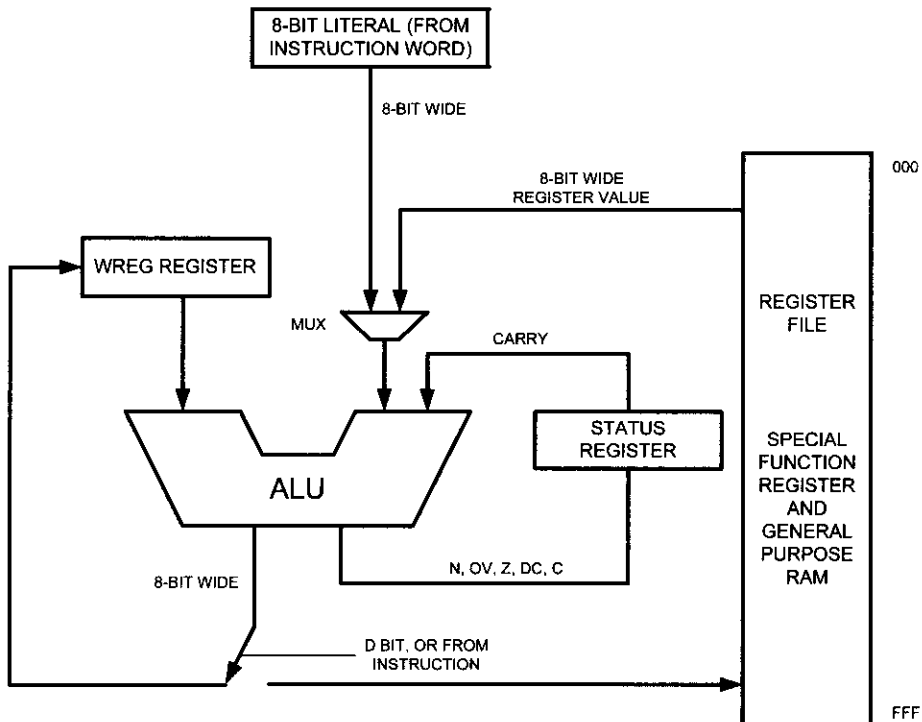 8-BIT LITERAL (FROM
INSTRUCTION WORD)
8-BIT WIDE
000
8-BIT WIDE
REGISTER VALUE
WREG REGISTER
REGISTER
FILE
MUX
CARRY
STATUS
REGISTER
SPECIAL
FUNCTION
REGISTER
AND
GENERAL
PURPOSE
RAM
ALU
8-BIT WIDE
N, OV, Z, DC, C
D BIT, OR FROM
INSTRUCTION
FFF